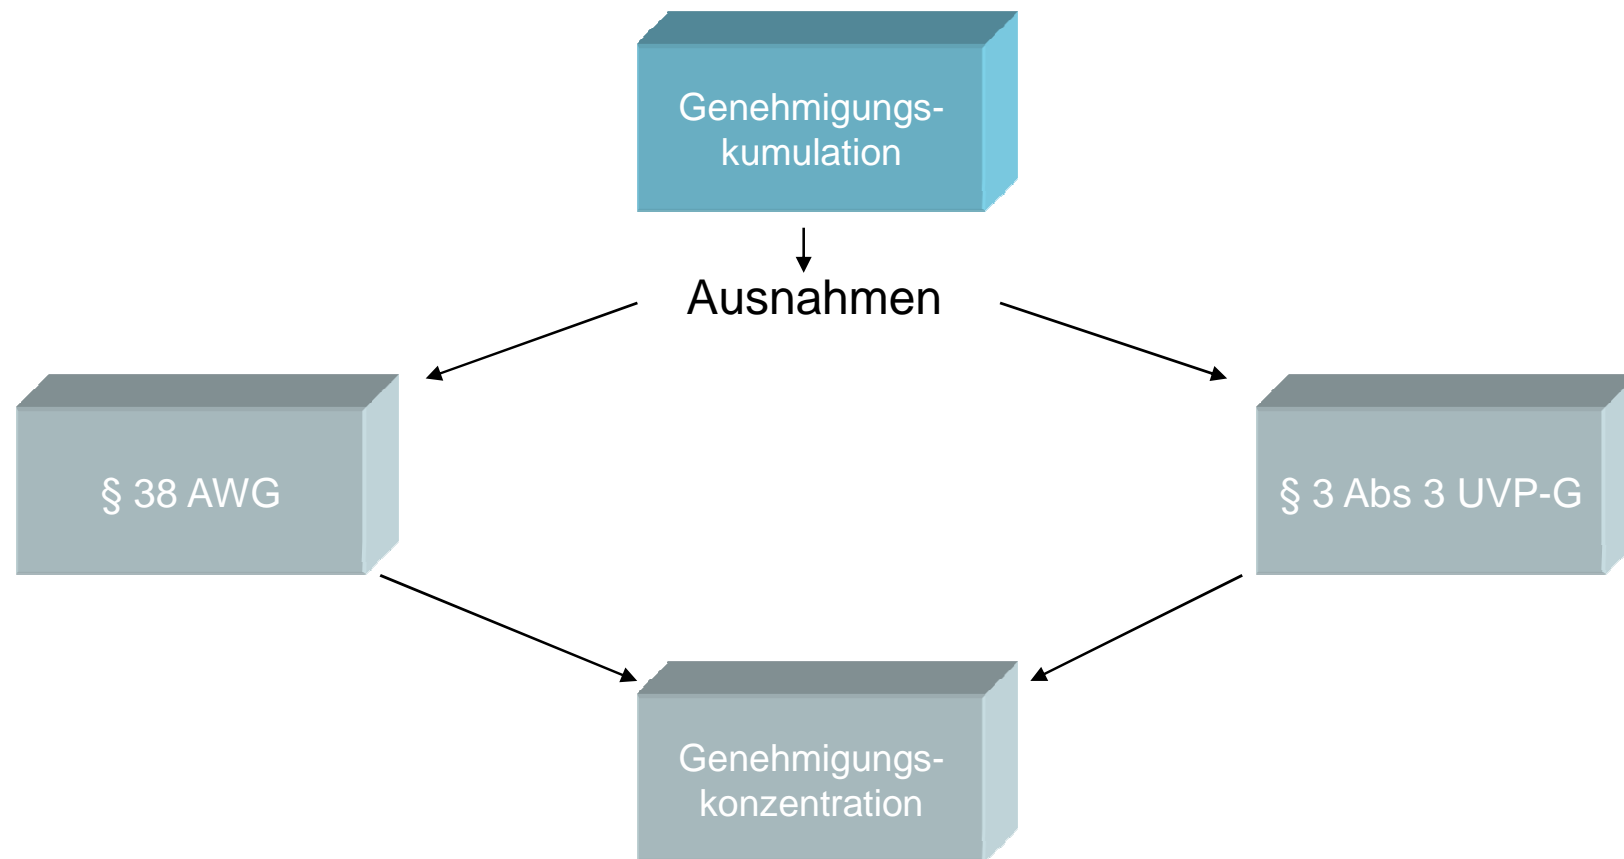 Genehmigungs-
kumulation
Ausnahmen
§ 38 AWG
§ 3 Abs 3 UVP-G
Genehmigungs-
konzentration